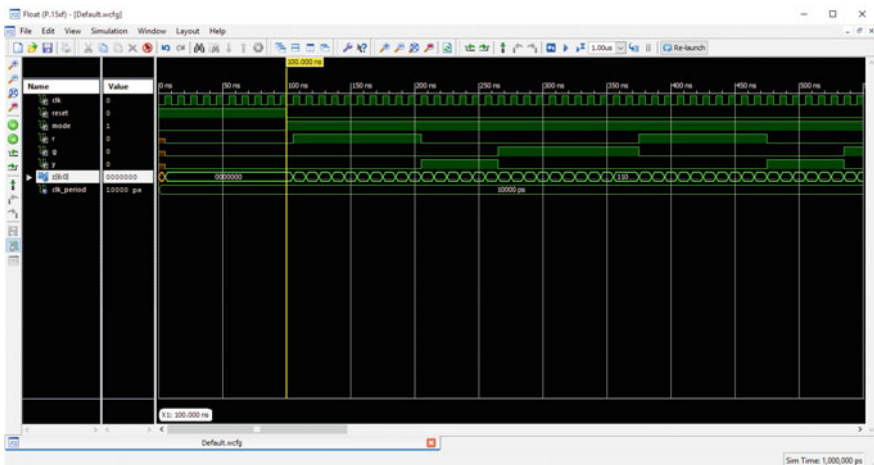 Float (P.15xf) - [Default.wcfg]
File Edit View Simulation Window Layout Help
1.00us Re-launch
100.000 ns
Name Value
0 ns 50 ns 100 ns 150 ns 200 ns 250 ns 300 ns 350 ns 400 ns 450 ns 500 ns
clk 0
reset 0
mode 1
r 0
g 0
y 0
z[6:0] 0000000 0000000 110
clk_period 10000 ps 10000 ps
X1: 100.000 ns
Default.wcfg
Sim Time: 1,000,000 ps